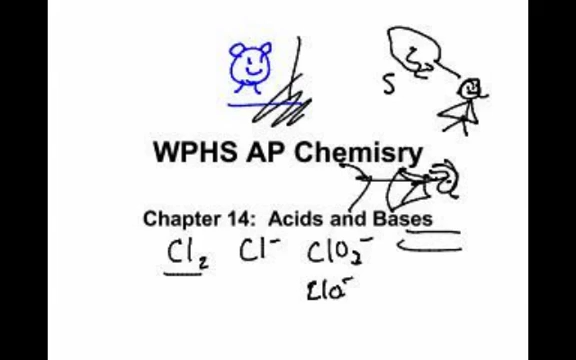 S
WPHS AP Chemisry
Chapter 14: Acids and Bases
Cl₂ Cl⁻ ClO₂⁻
ClO⁻